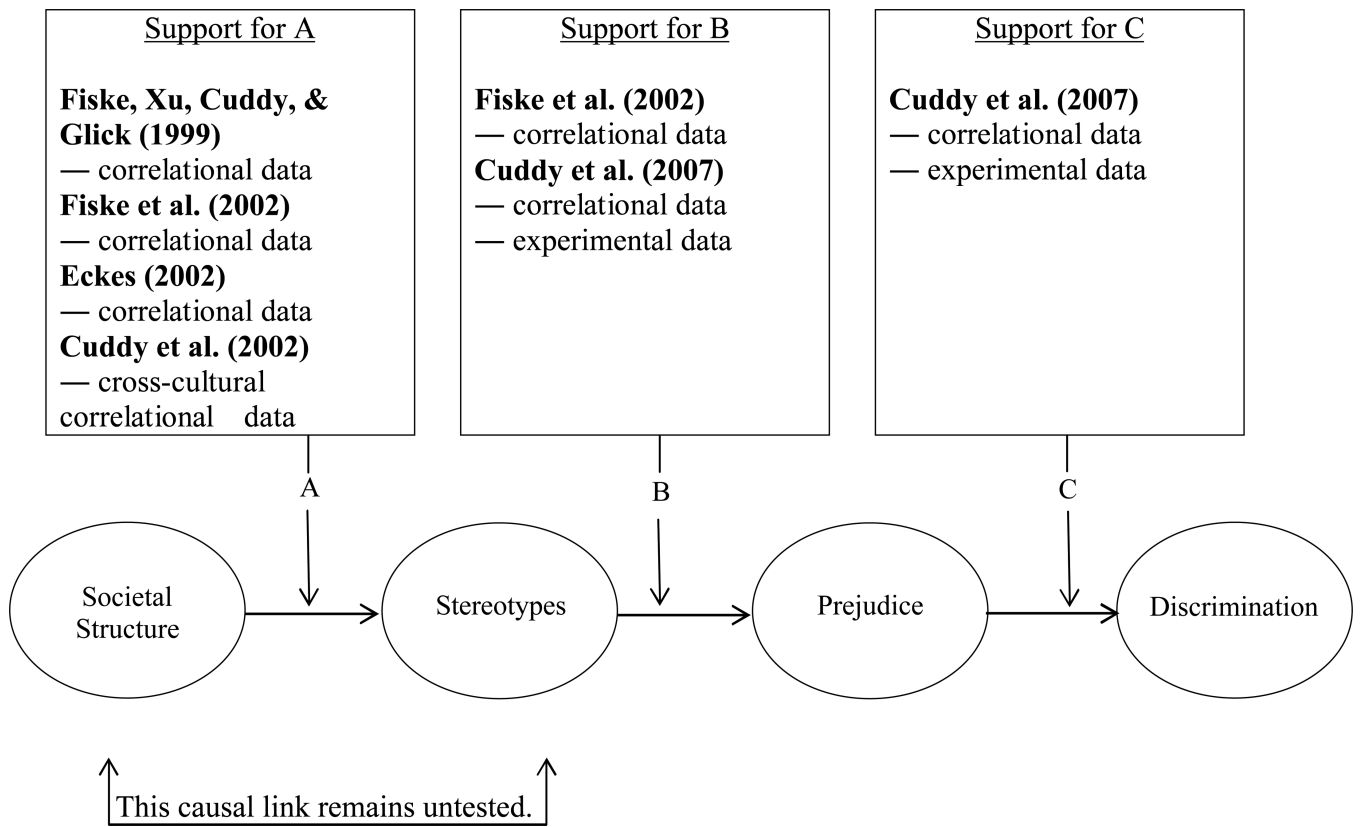 Support for A
Fiske, Xu, Cuddy, &
Glick (1999)
— correlational data
Fiske et al. (2002)
— correlational data
Eckes (2002)
— correlational data
Cuddy et al. (2002)
— cross-cultural
correlational data
Support for B
Fiske et al. (2002)
— correlational data
Cuddy et al. (2007)
— correlational data
— experimental data
Support for C
Cuddy et al. (2007)
— correlational data
— experimental data
A
B
C
Societal
Structure
Stereotypes
Prejudice
Discrimination
This causal link remains untested.